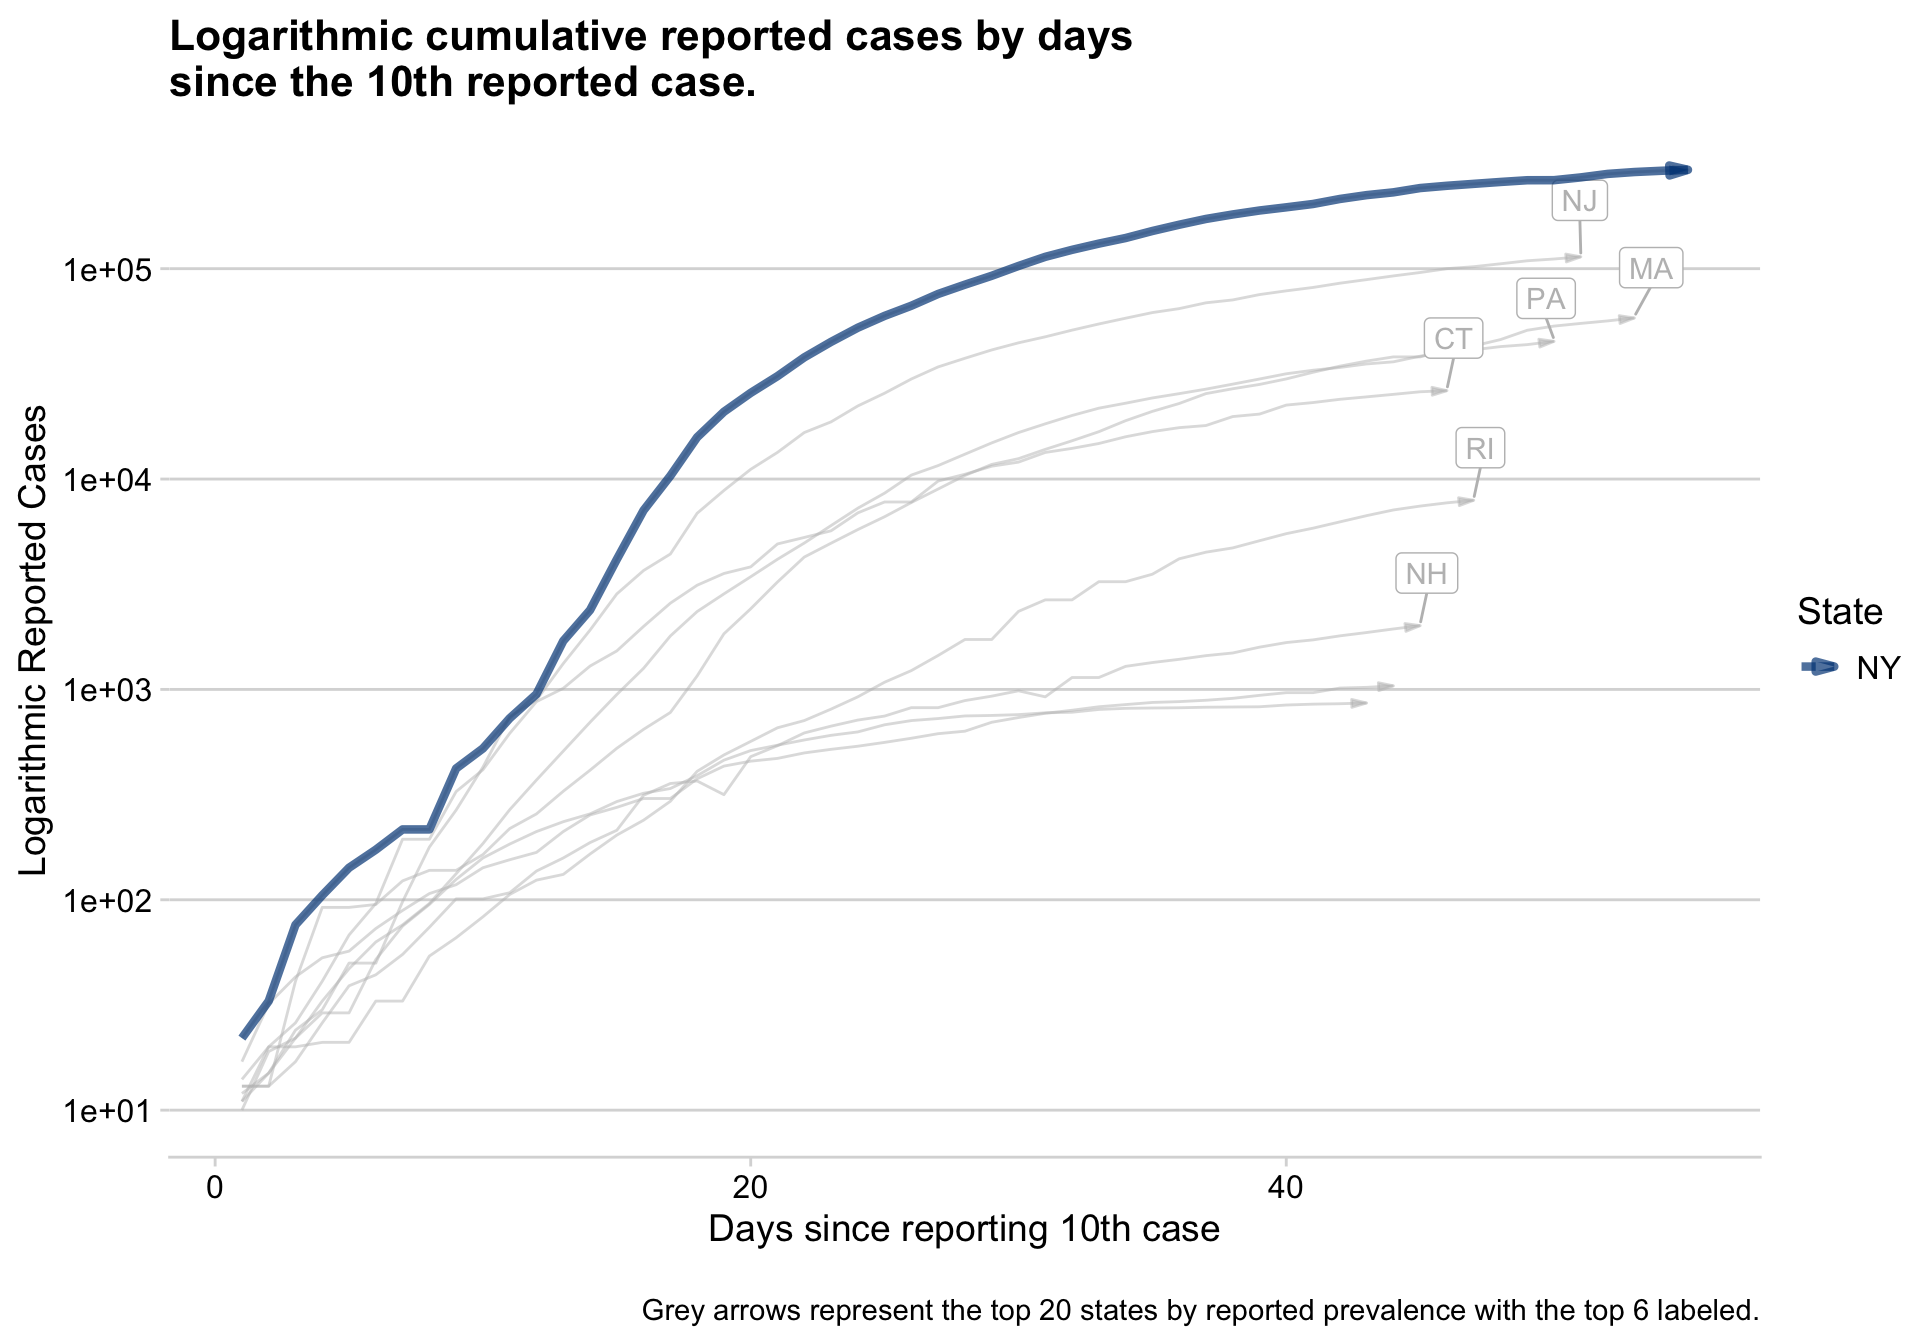 Logarithmic cumulative reported cases by days
since the 10th reported case.
NJ
MA
PA
CT
RI
NH
1e+05
1e+04
1e+03
1e+02
1e+01
Logarithmic Reported Cases
0
20
40
Days since reporting 10th case
State
NY
Grey arrows represent the top 20 states by reported prevalence with the top 6 labeled.